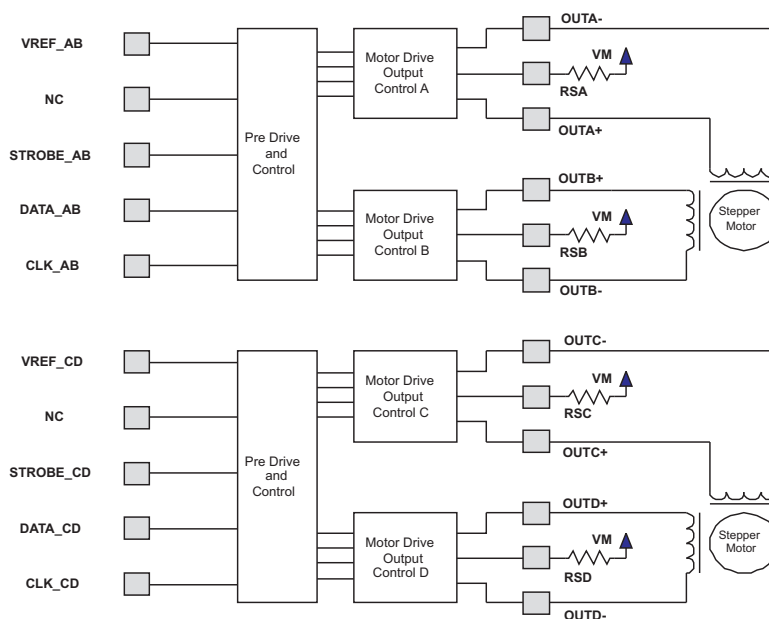 VREF_AB
NC
STROBE_AB
DATA_AB
CLK_AB
Pre Drive
and
Control
Motor Drive
Output
Control A
Motor Drive
Output
Control B
OUTA-
VM
RSA
OUTA+
OUTB+
VM
RSB
OUTB-
Stepper
Motor
VREF_CD
NC
STROBE_CD
DATA_CD
CLK_CD
Pre Drive
and
Control
Motor Drive
Output
Control C
Motor Drive
Output
Control D
OUTC-
VM
RSC
OUTC+
OUTD+
VM
RSD
OUTD-
Stepper
Motor